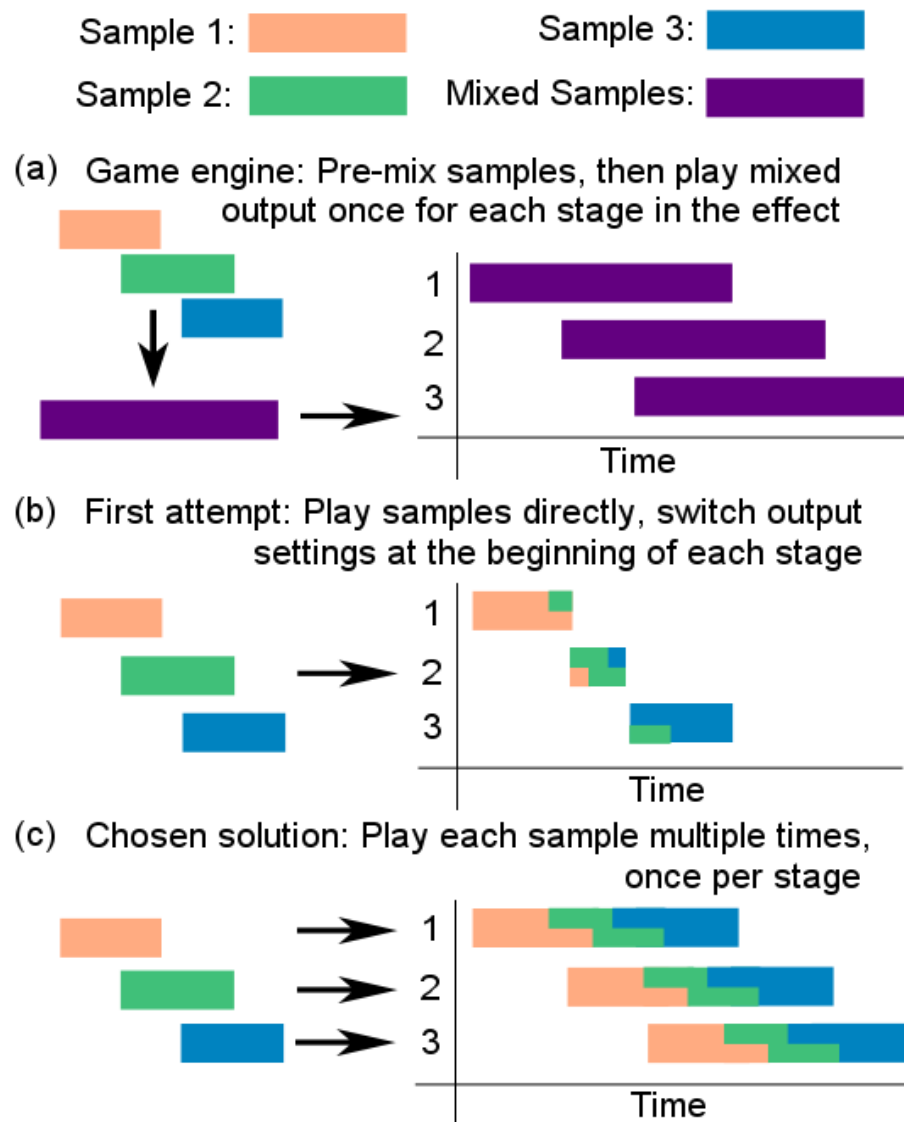 Sample 1:
Sample 3:
Sample 2:
Mixed Samples:
(a) Game engine: Pre-mix samples, then play mixed
output once for each stage in the effect
1
2
3
Time
(b) First attempt: Play samples directly, switch output
settings at the beginning of each stage
1
2
3
Time
(c) Chosen solution: Play each sample multiple times,
once per stage
1
2
3
Time